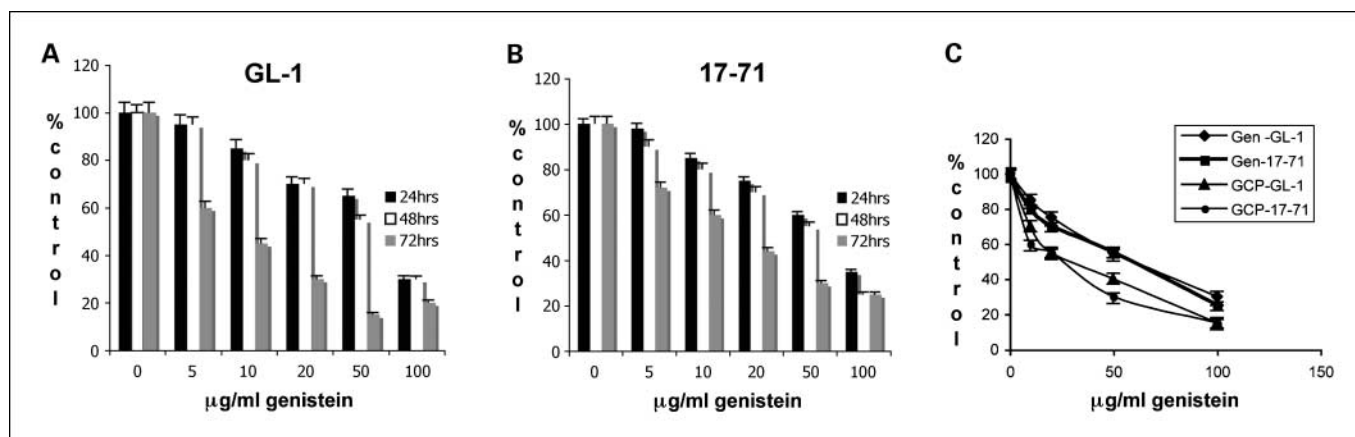 A
GL-1
% control
120
100
80
60
40
20
0
24hrs
48hrs
72hrs
0 5 10 20 50 100
μg/ml genistein
B
17-71
% control
120
100
80
60
40
20
0
24hrs
48hrs
72hrs
0 5 10 20 50 100
μg/ml genistein
C
% control
120
100
80
60
40
20
0
Gen -GL-1
Gen-17-71
GCP-GL-1
GCP-17-71
0 50 100 150
μg/ml genistein